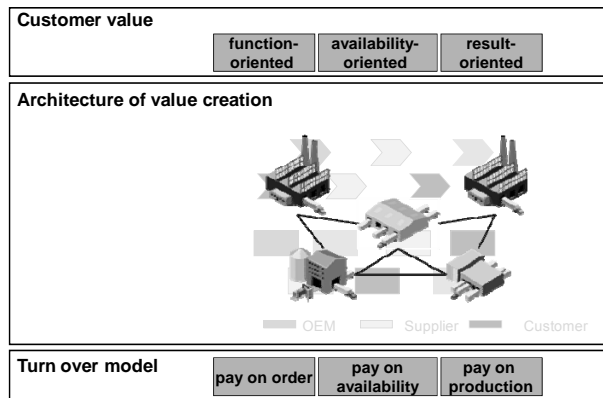 Customer value
function-
oriented
availability-
oriented
result-
oriented
Architecture of value creation
OEM
Supplier
Customer
Turn over model
pay on order
pay on
availability
pay on
production